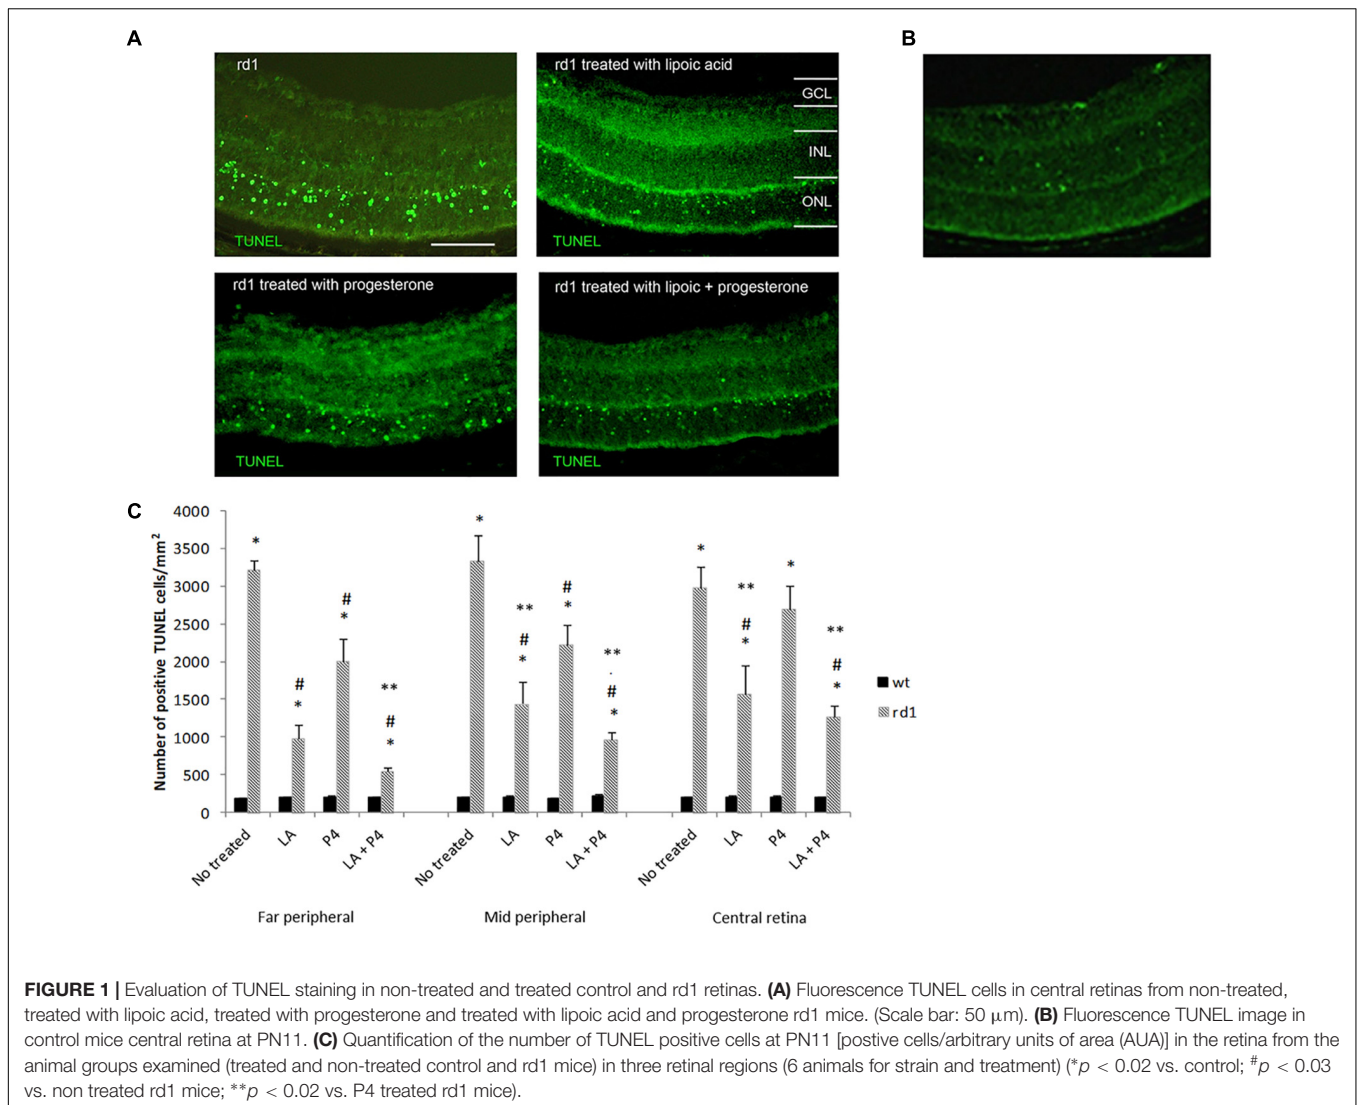 A
B
rd1
TUNEL
rd1 treated with lipoic acid
GCL
INL
ONL
TUNEL
rd1 treated with progesterone
TUNEL
rd1 treated with lipoic + progesterone
TUNEL
C
Number of positive TUNEL cells/mm²
4000
3500
3000
2500
2000
1500
1000
500
0
*
#
*
#
*
**
#
*
*
**
#
*
#
*
**
.
#
*
*
**
#
*
*
**
#
*
wt
rd1
No treated
LA
P4
LA + P4
No treated
LA
P4
LA + P4
No treated
LA
P4
LA + P4
Far peripheral
Mid peripheral
Central retina
FIGURE 1 | Evaluation of TUNEL staining in non-treated and treated control and rd1 retinas. (A) Fluorescence TUNEL cells in central retinas from non-treated,
treated with lipoic acid, treated with progesterone and treated with lipoic acid and progesterone rd1 mice. (Scale bar: 50 μm). (B) Fluorescence TUNEL image in
control mice central retina at PN11. (C) Quantification of the number of TUNEL positive cells at PN11 [postive cells/arbitrary units of area (AUA)] in the retina from the
animal groups examined (treated and non-treated control and rd1 mice) in three retinal regions (6 animals for strain and treatment) (*p < 0.02 vs. control; #p < 0.03
vs. non treated rd1 mice; **p < 0.02 vs. P4 treated rd1 mice).